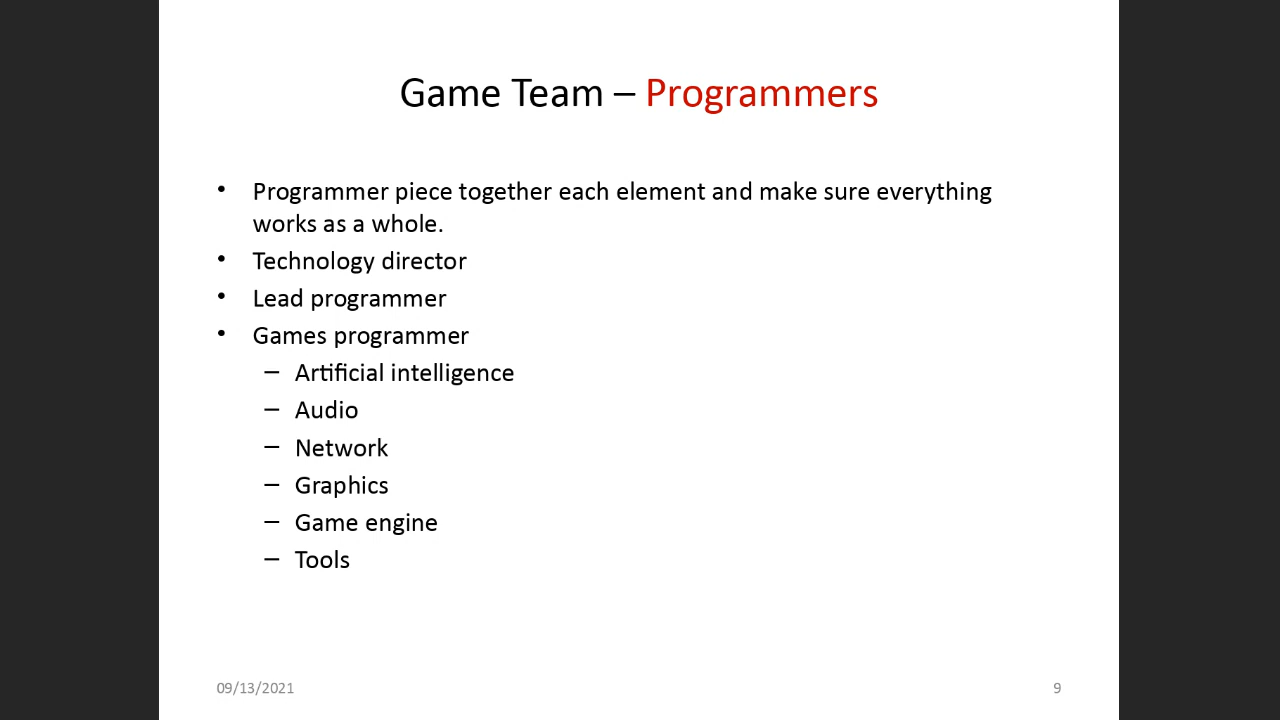 Game Team – Programmers
• Programmer piece together each element and make sure everything
works as a whole.
• Technology director
• Lead programmer
• Games programmer
– Artificial intelligence
– Audio
– Network
– Graphics
– Game engine
– Tools
09/13/2021
9